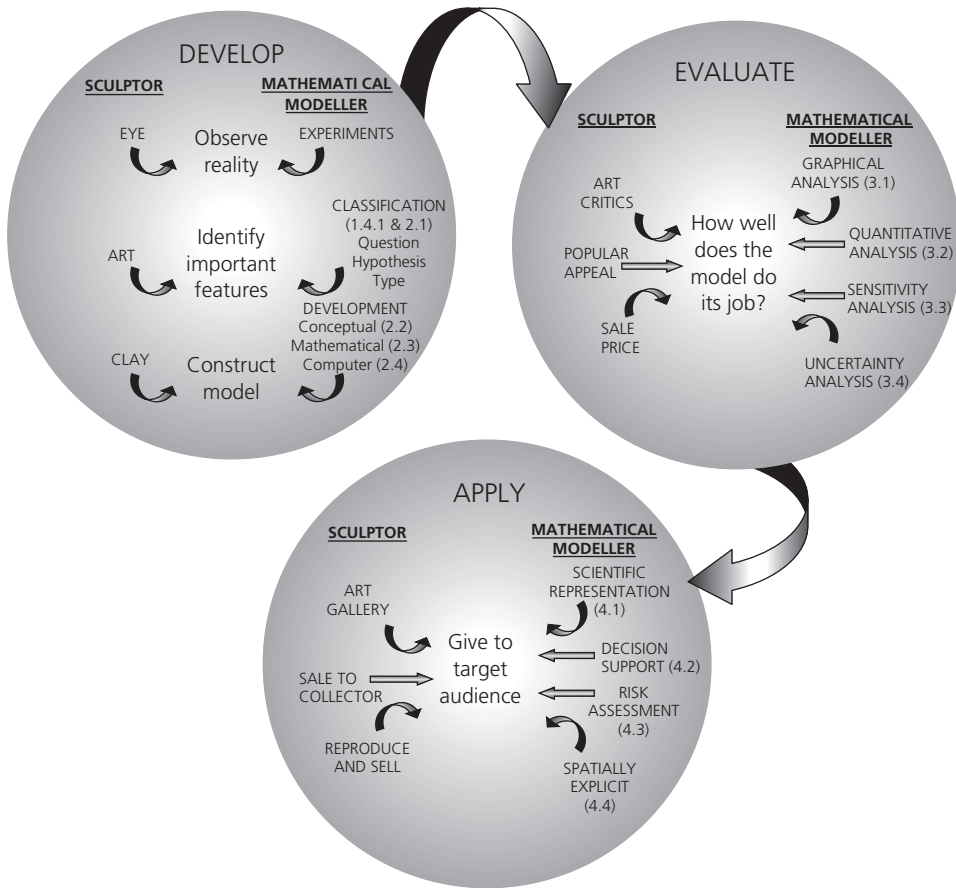 DEVELOP
SCULPTOR
MATHEMATI CAL
MODELLER
EYE
Observe
reality
EXPERIMENTS
ART
Identify
important
features
CLASSIFICATION
(1.4.1 & 2.1)
Question
Hypothesis
Type
CLAY
Construct
model
DEVELOPMENT
Conceptual (2.2)
Mathematical (2.3)
Computer (2.4)
EVALUATE
SCULPTOR
MATHEMATICAL
MODELLER
ART
CRITICS
POPULAR
APPEAL
SALE
PRICE
How well
does the
model do
its job?
GRAPHICAL
ANALYSIS (3.1)
QUANTITATIVE
ANALYSIS (3.2)
SENSITIVITY
ANALYSIS (3.3)
UNCERTAINTY
ANALYSIS (3.4)
APPLY
SCULPTOR
MATHEMATICAL
MODELLER
ART
GALLERY
SALE TO
COLLECTOR
REPRODUCE
AND SELL
Give to
target
audience
SCIENTIFIC
REPRESENTATION
(4.1)
DECISION
SUPPORT (4.2)
RISK
ASSESSMENT
(4.3)
SPATIALLY
EXPLICIT
(4.4)